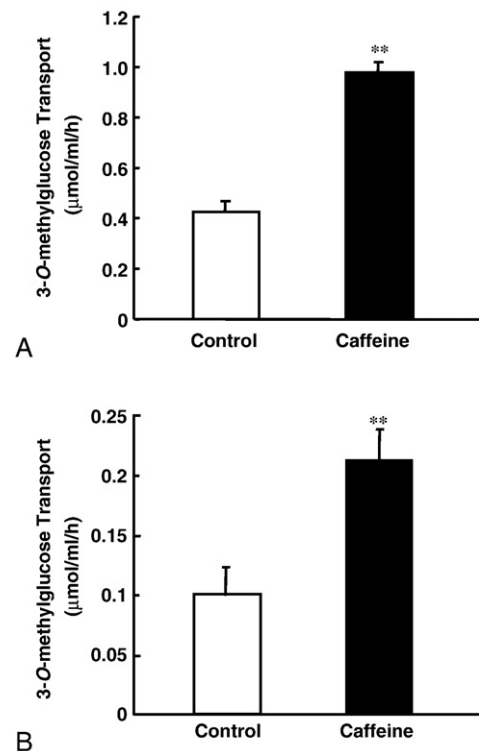 1.2
1.0
0.8
0.6
0.4
0.2
0
3-O-methylglucose Transport
(μmol/ml/h)
**
Control Caffeine
A
0.25
0.2
0.15
0.1
0.05
0
3-O-methylglucose Transport
(μmol/ml/h)
**
Control Caffeine
B